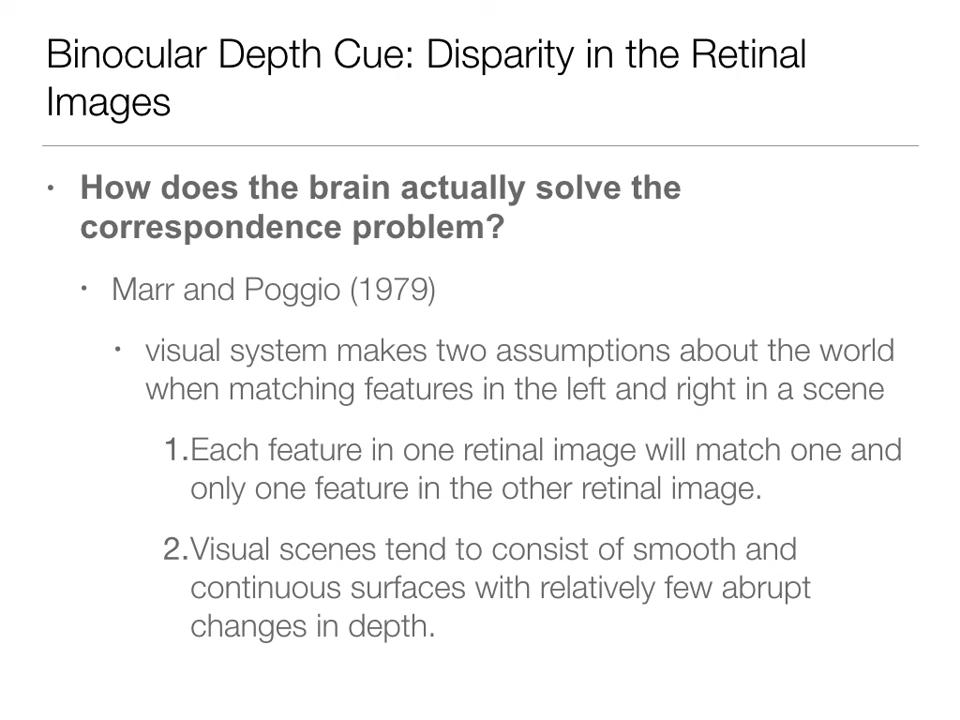 Binocular Depth Cue: Disparity in the Retinal
Images
• How does the brain actually solve the
correspondence problem?
• Marr and Poggio (1979)
• visual system makes two assumptions about the world
when matching features in the left and right in a scene
1.Each feature in one retinal image will match one and
only one feature in the other retinal image.
2.Visual scenes tend to consist of smooth and
continuous surfaces with relatively few abrupt
changes in depth.